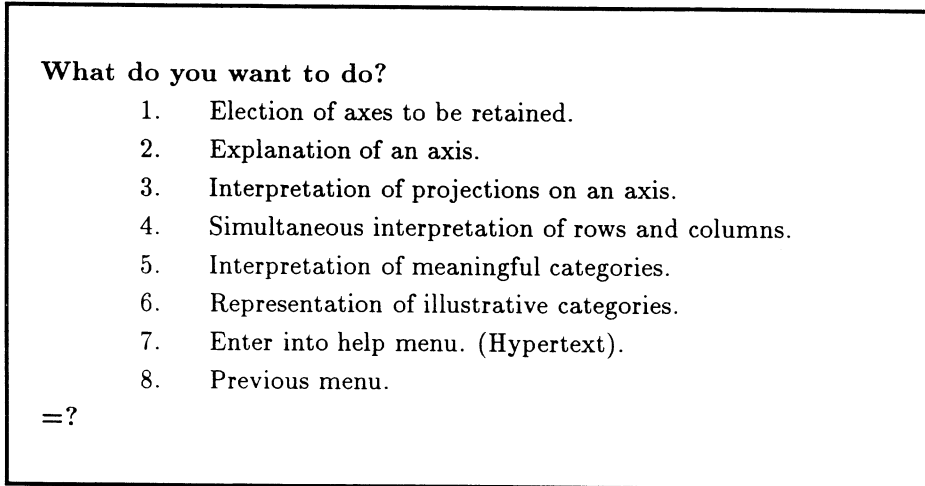 What do you want to do?
1. Election of axes to be retained.
2. Explanation of an axis.
3. Interpretation of projections on an axis.
4. Simultaneous interpretation of rows and columns.
5. Interpretation of meaningful categories.
6. Representation of illustrative categories.
7. Enter into help menu. (Hypertext).
8. Previous menu.
=?